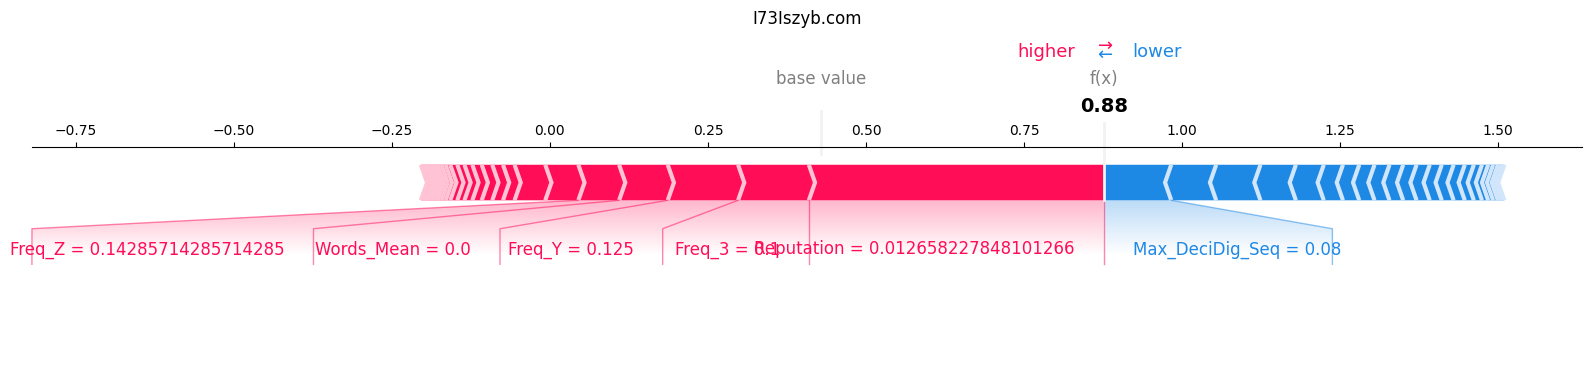 I73Iszyb.com
higher ⇄ lower
base value f(x)
0.88
−0.75 −0.50 −0.25 0.00 0.25 0.50 0.75 1.00 1.25 1.50
Freq_Z = 0.14285714285714285 Words_Mean = 0.0 Freq_Y = 0.125 Freq_3 = 0.1 Reputation = 0.012658227848101266 Max_DeciDig_Seq = 0.08